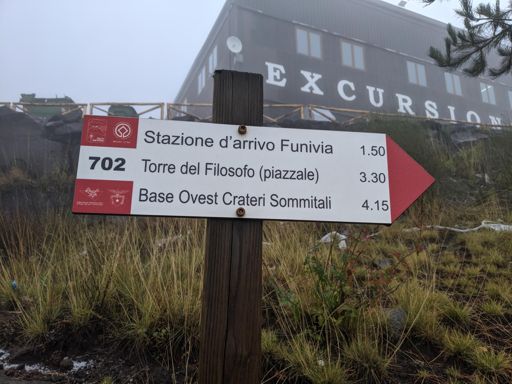 EXCURSION
Stazione d'arrivo Funivia 1.50
702
Torre del Filosofo (piazzale) 3.30
Base Ovest Crateri Sommitali 4.15